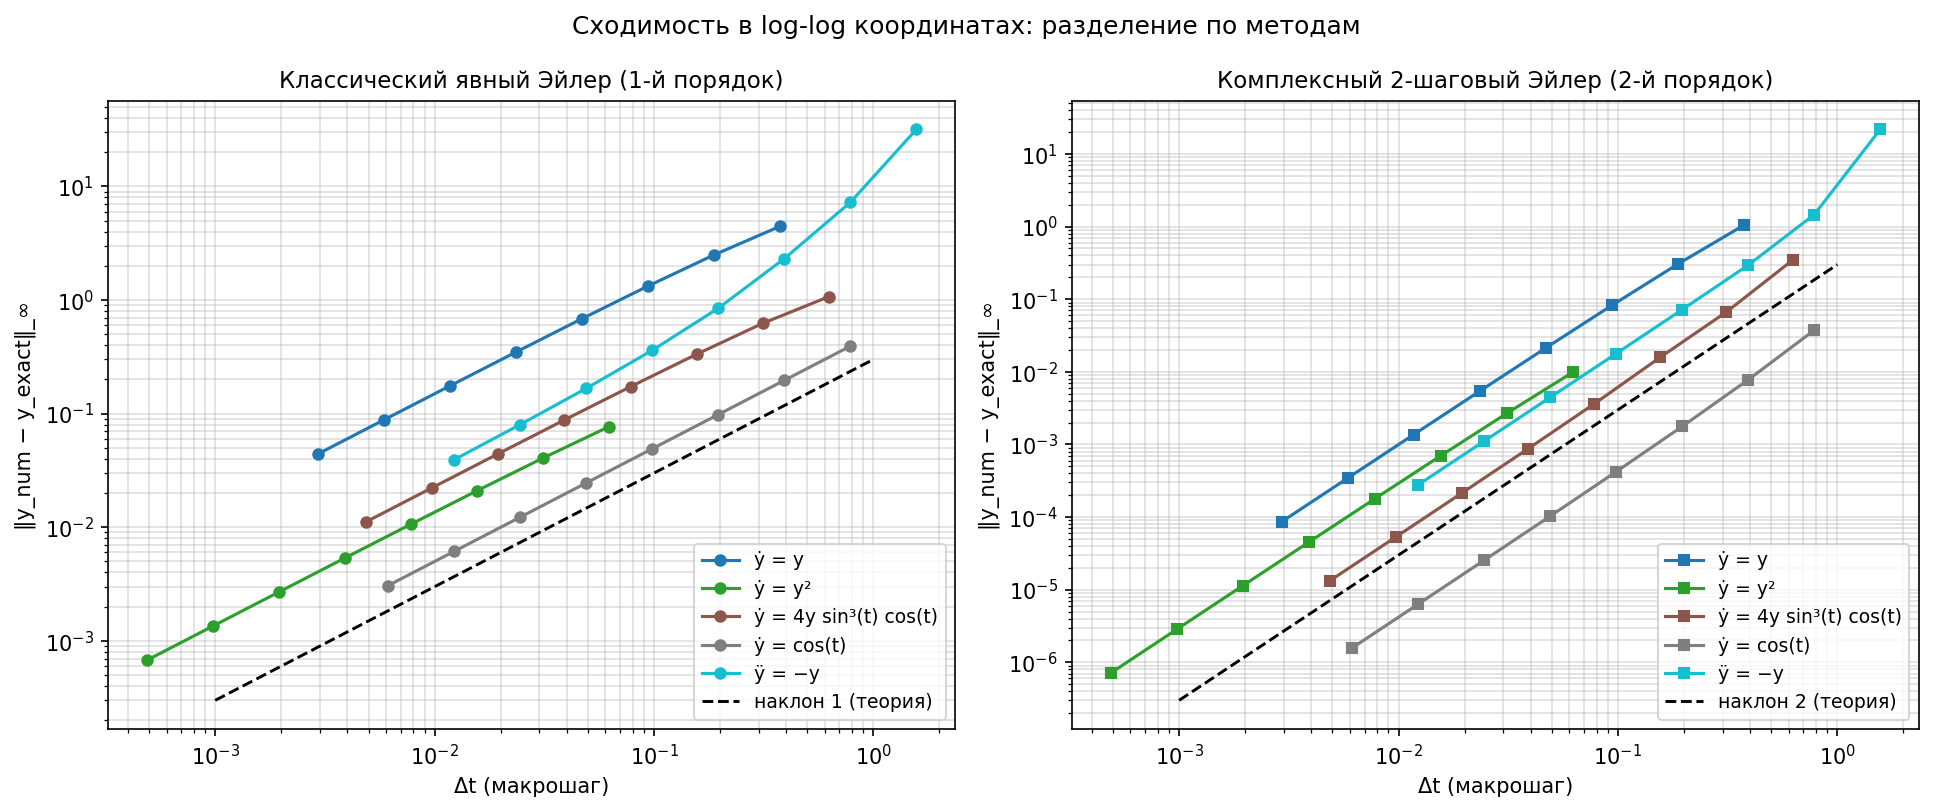 Сходимость в log-log координатах: разделение по методам
Классический явный Эйлер (1-й порядок)
‖y_num − y_exact‖_∞
10¹
10⁰
10⁻¹
10⁻²
10⁻³
ẏ = y
ẏ = y²
ẏ = 4y sin³(t) cos(t)
ẏ = cos(t)
ÿ = −y
наклон 1 (теория)
10⁻³ 10⁻² 10⁻¹ 10⁰
Δt (макрошаг)
Комплексный 2-шаговый Эйлер (2-й порядок)
‖y_num − y_exact‖_∞
10¹
10⁰
10⁻¹
10⁻²
10⁻³
10⁻⁴
10⁻⁵
10⁻⁶
ẏ = y
ẏ = y²
ẏ = 4y sin³(t) cos(t)
ẏ = cos(t)
ÿ = −y
наклон 2 (теория)
10⁻³ 10⁻² 10⁻¹ 10⁰
Δt (макрошаг)